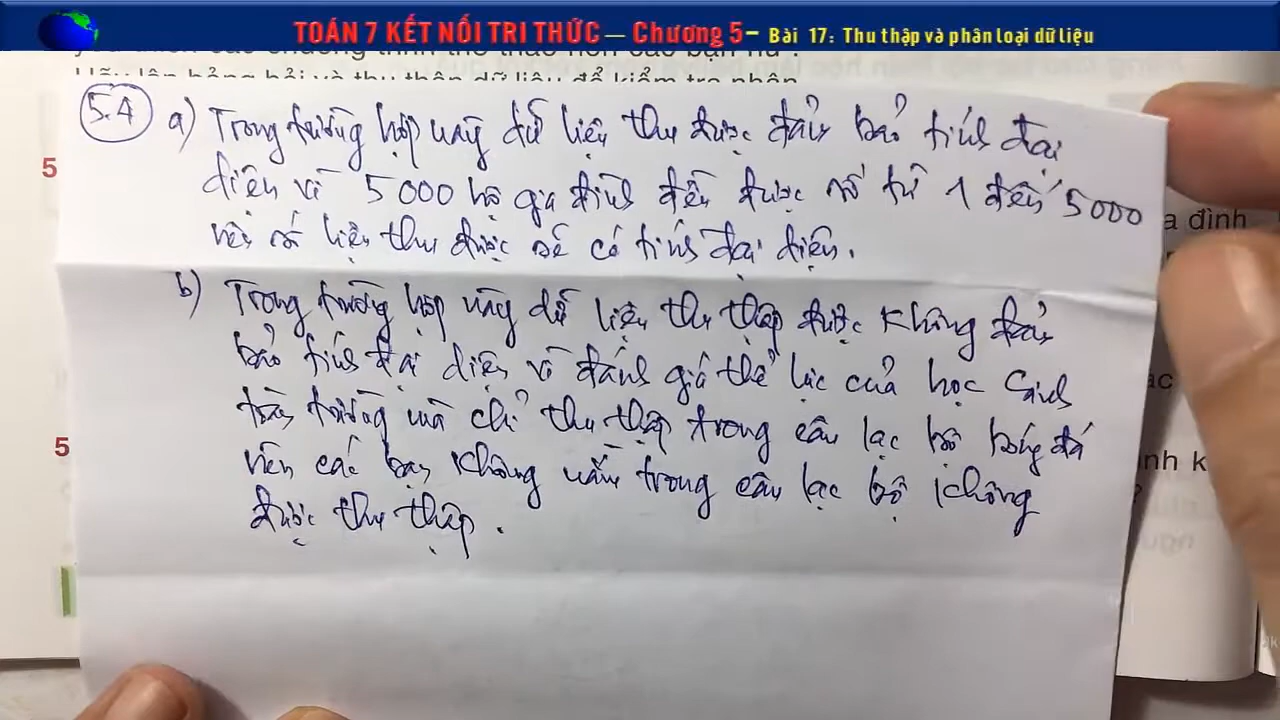 TOÁN 7 KẾT NỐI TRI THỨC – Chương 5 – Bài 17: Thu thập và phân loại dữ liệu
5.4 a) Trong trường hợp này dữ liệu thu được đảm bảo tính đại
5
diện vì 5000 hộ gia đình đều được số từ 1 đến 5000
a đình
nên số liệu thu được sẽ có tính đại diện.
b) Trong trường hợp này dữ liệu thu thập được không đảm
bảo tính đại diện vì đánh giá thể lực của học sinh
toàn trường mà chỉ thu thập trong câu lạc bộ bóng đá
5
nên các bạn không nằm trong câu lạc bộ không
ình k
được thu thập.